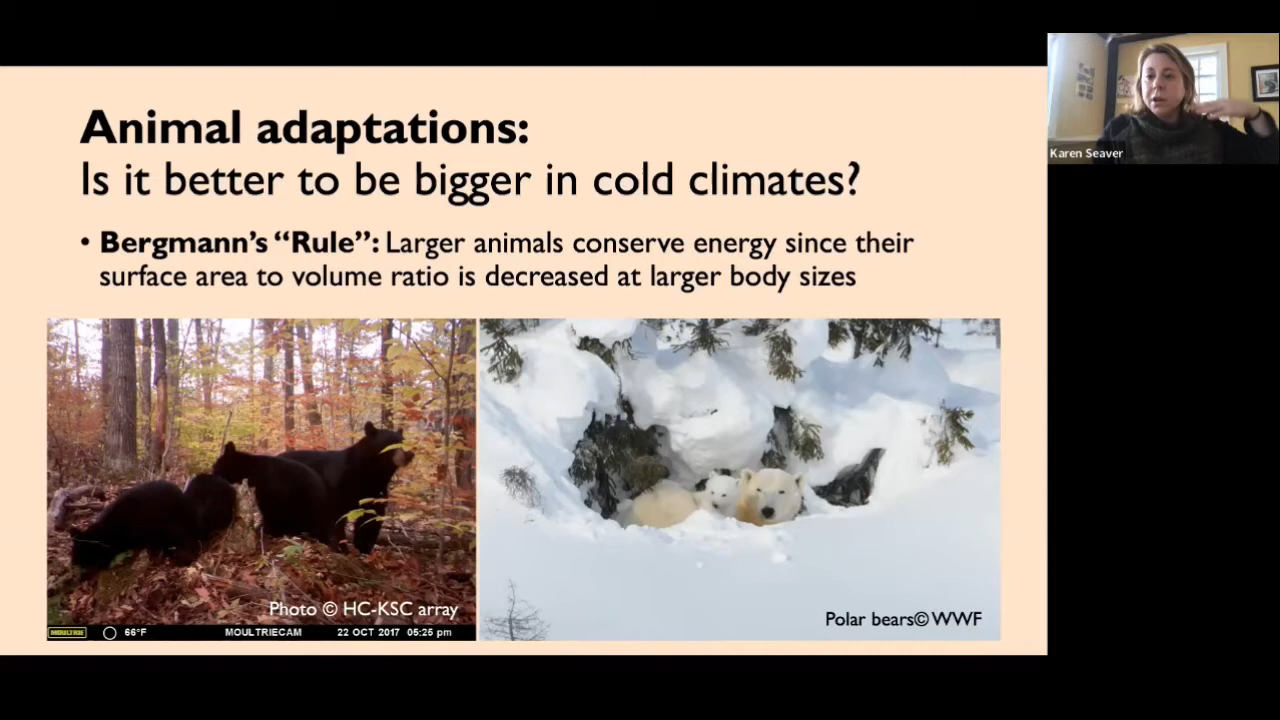 Animal adaptations:
Is it better to be bigger in cold climates?
• Bergmann's “Rule”: Larger animals conserve energy since their
surface area to volume ratio is decreased at larger body sizes
Photo © HC-KSC array
MOULTRIE 66°F MOULTRIECAM 22 OCT 2017 05:25 pm
Polar bears© WWF
Karen Seaver